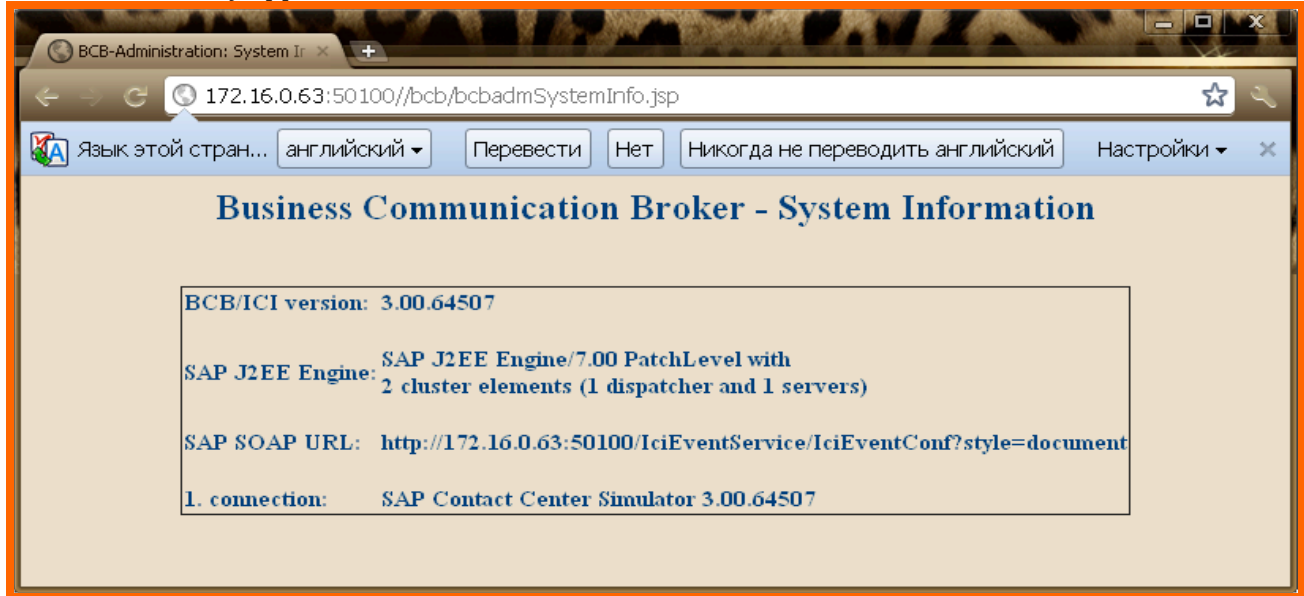 BCB-Administration: System Ir
172.16.0.63:50100//bcb/bcbadmSystemInfo.jsp
Язык этой стран... английский Перевести Нет Никогда не переводить английский Настройки
Business Communication Broker - System Information
BCB/ICI version: 3.00.64507
SAP J2EE Engine: SAP J2EE Engine/7.00 PatchLevel with
2 cluster elements (1 dispatcher and 1 servers)
SAP SOAP URL: http://172.16.0.63:50100/IciEventService/IciEventConf?style=document
1. connection: SAP Contact Center Simulator 3.00.64507